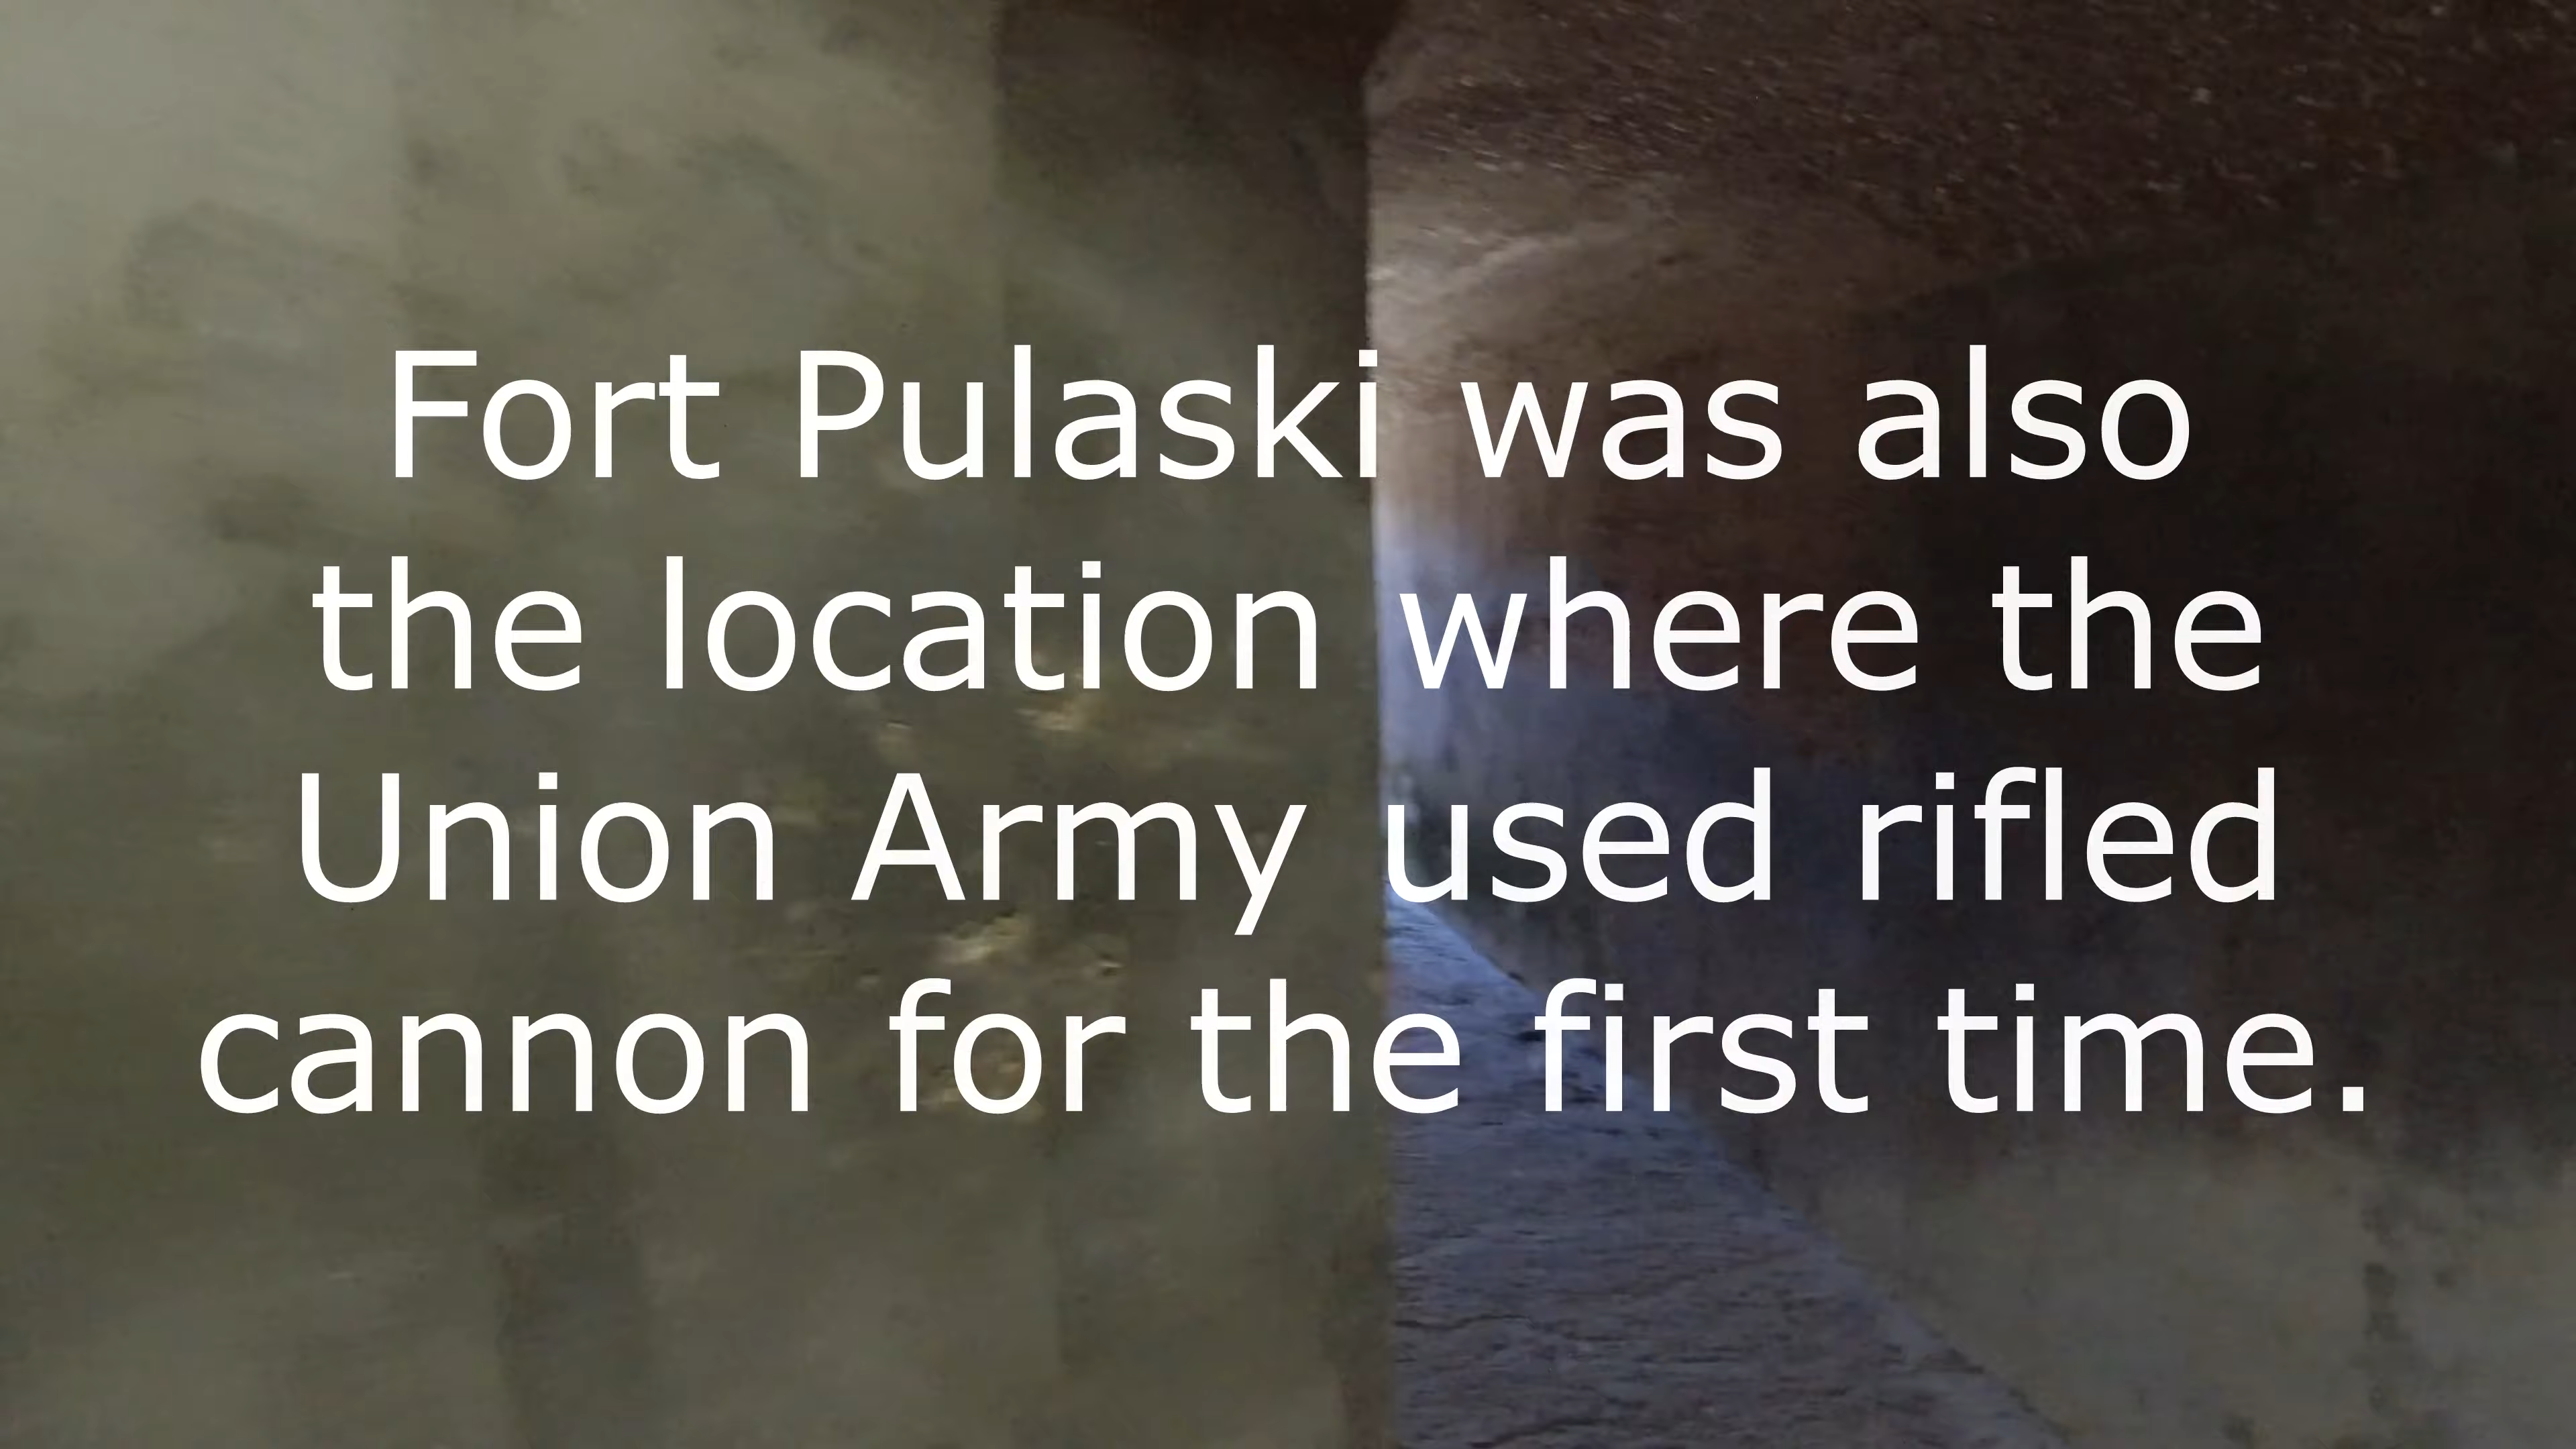 Fort Pulaski was also
the location where the
Union Army used rifled
cannon for the first time.